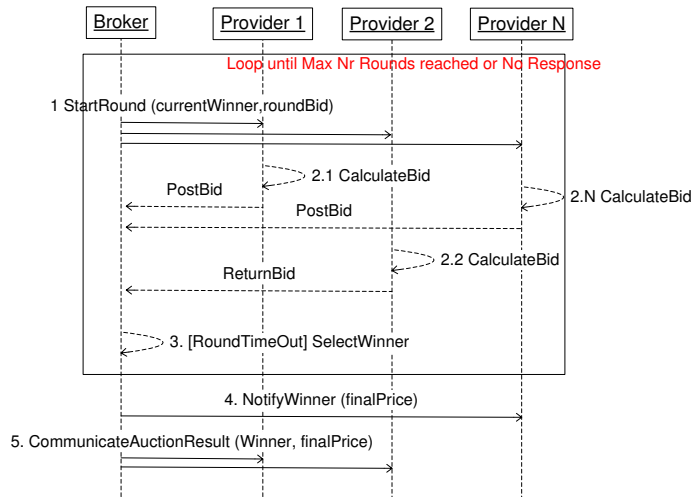 Broker
Provider 1
Provider 2
Provider N
Loop until Max Nr Rounds reached or No Response
1 StartRound (currentWinner,roundBid)
2.1 CalculateBid
PostBid
2.N CalculateBid
PostBid
2.2 CalculateBid
ReturnBid
3. [RoundTimeOut] SelectWinner
4. NotifyWinner (finalPrice)
5. CommunicateAuctionResult (Winner, finalPrice)